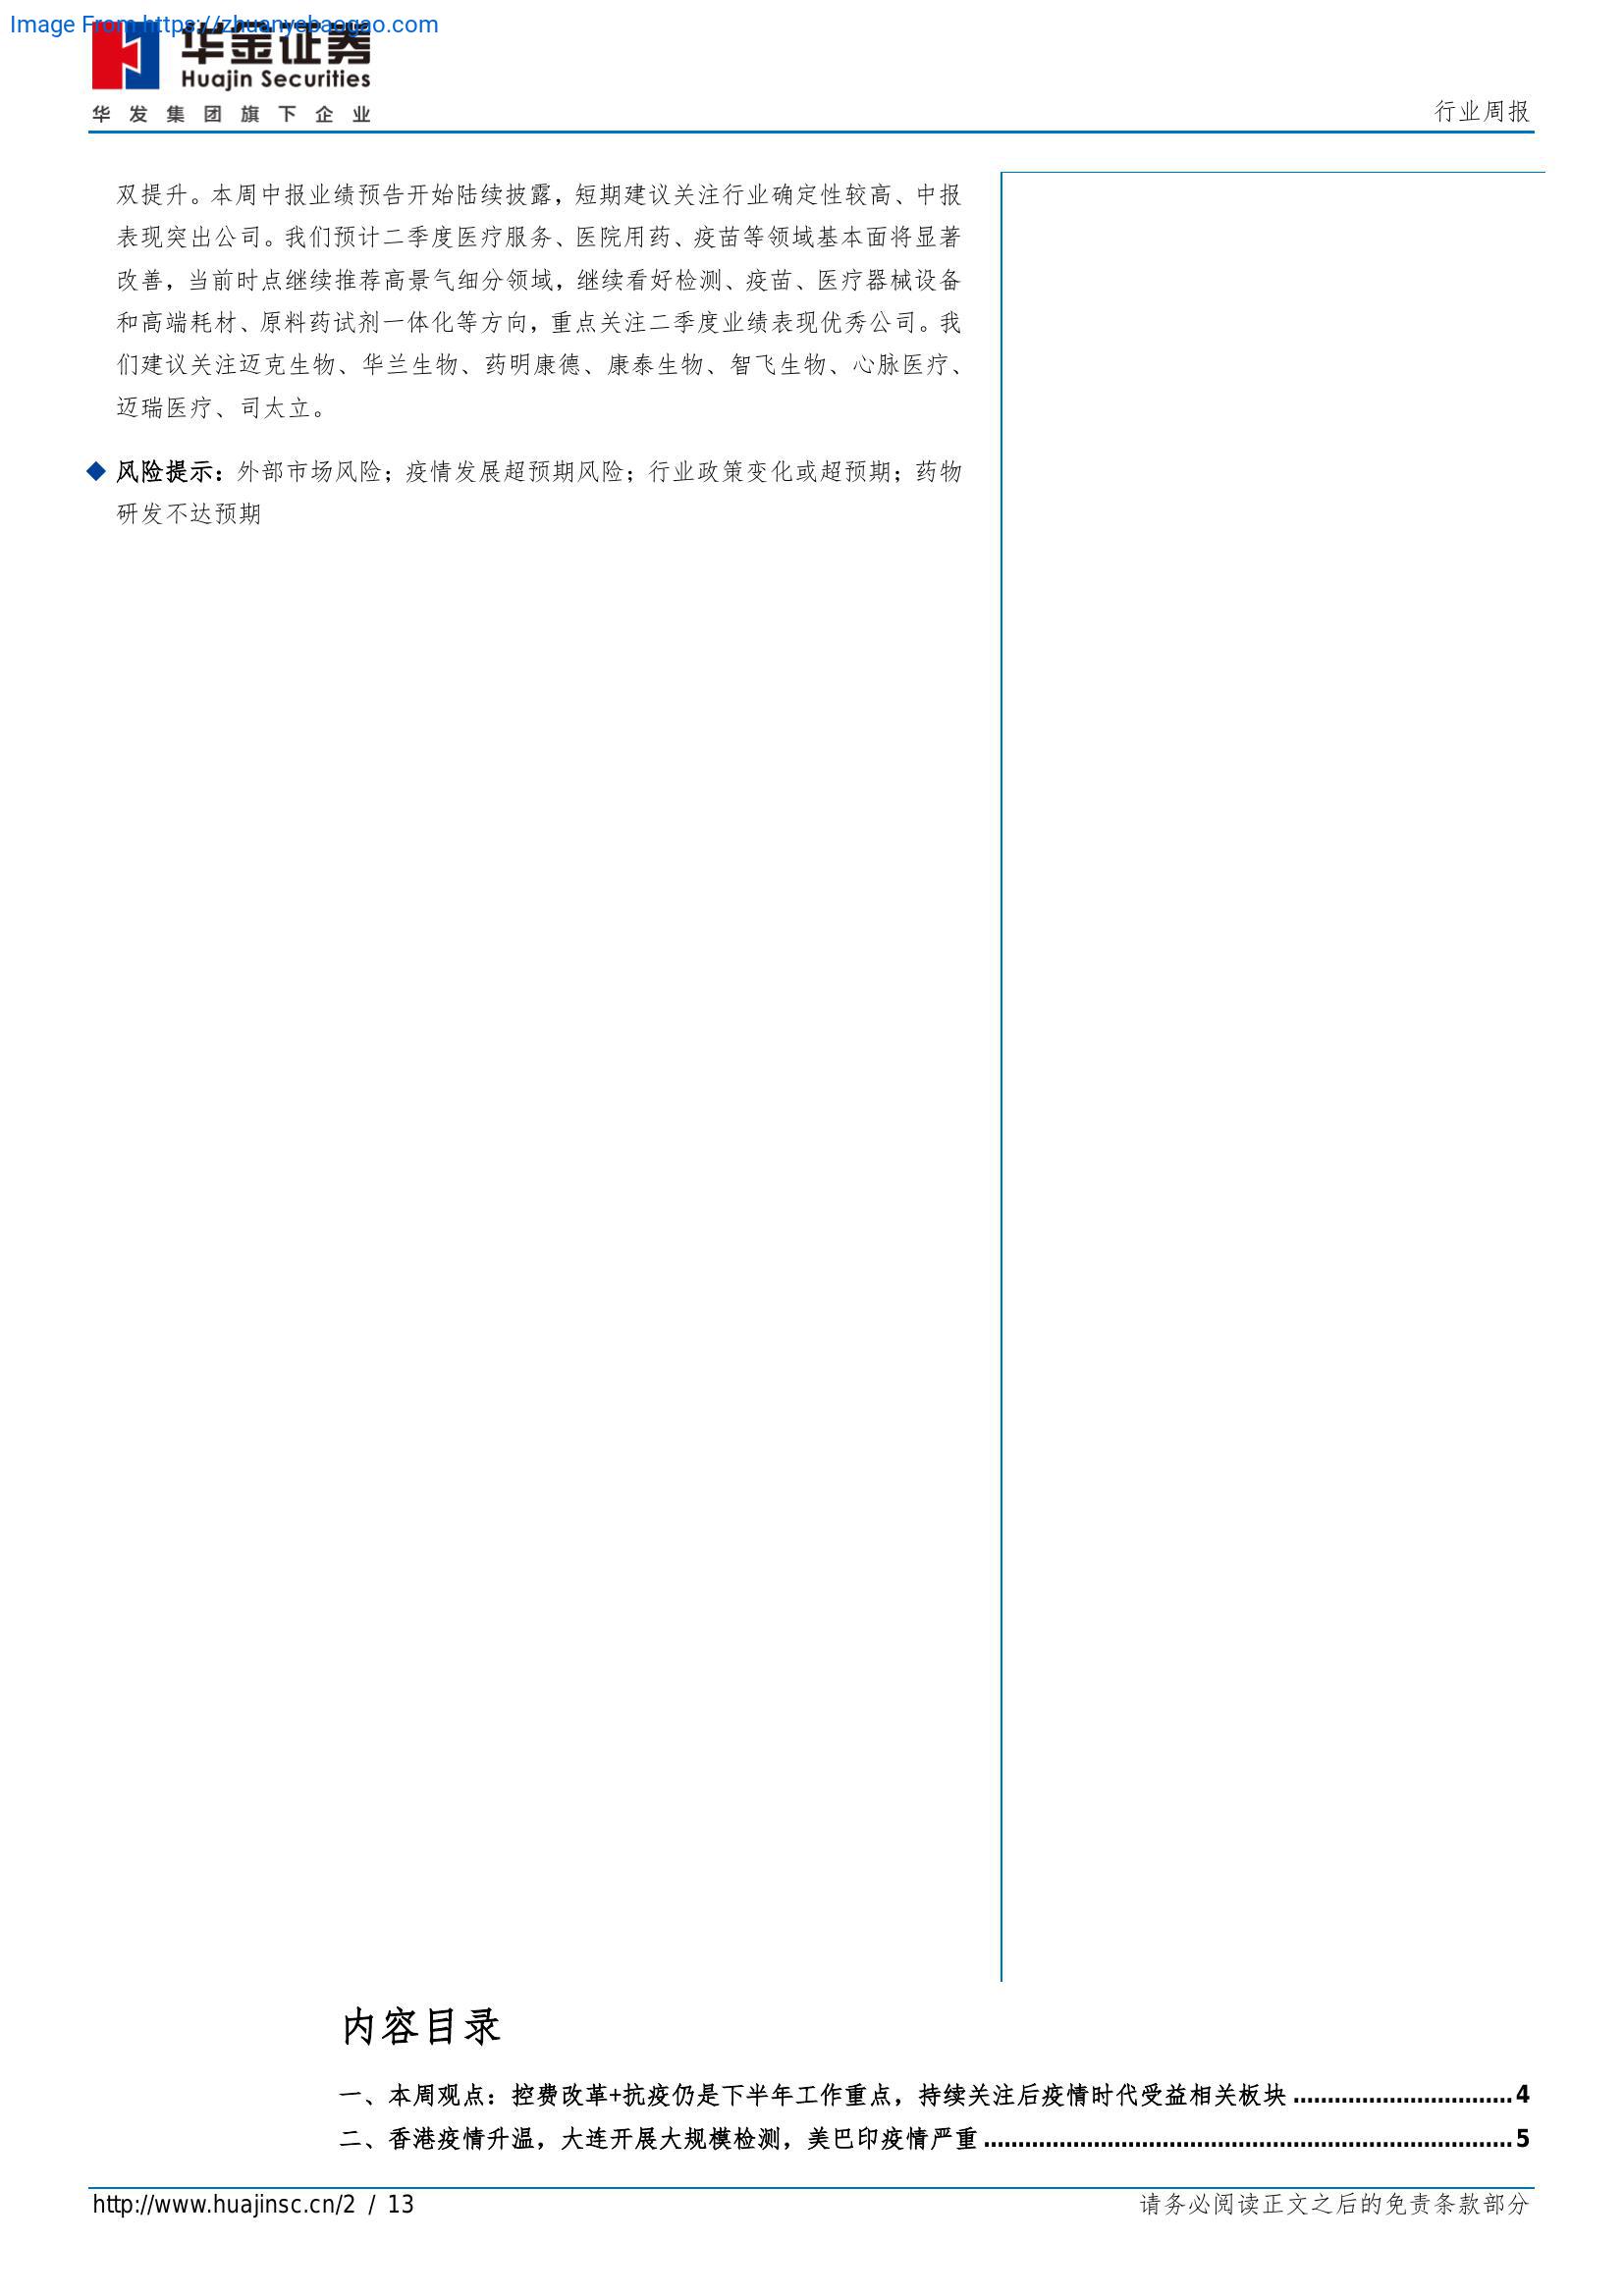 Image From https://zhuanyebaogao.com
华金证券
Huajin Securities
华发集团旗下企业
行业周报
双提升。本周中报业绩预告开始陆续披露，短期建议关注行业确定性较高、中报
表现突出公司。我们预计二季度医疗服务、医院用药、疫苗等领域基本面将显著
改善，当前时点继续推荐高景气细分领域，继续看好检测、疫苗、医疗器械设备
和高端耗材、原料药试剂一体化等方向，重点关注二季度业绩表现优秀公司。我
们建议关注迈克生物、华兰生物、药明康德、康泰生物、智飞生物、心脉医疗、
迈瑞医疗、司太立。
◆ 风险提示：外部市场风险；疫情发展超预期风险；行业政策变化或超预期；药物
研发不达预期
内容目录
一、本周观点：控费改革+抗疫仍是下半年工作重点，持续关注后疫情时代受益相关板块................................4
二、香港疫情升温，大连开展大规模检测，美巴印疫情严重.............................................................................5
http://www.huajinsc.cn/2 / 13
请务必阅读正文之后的免责条款部分